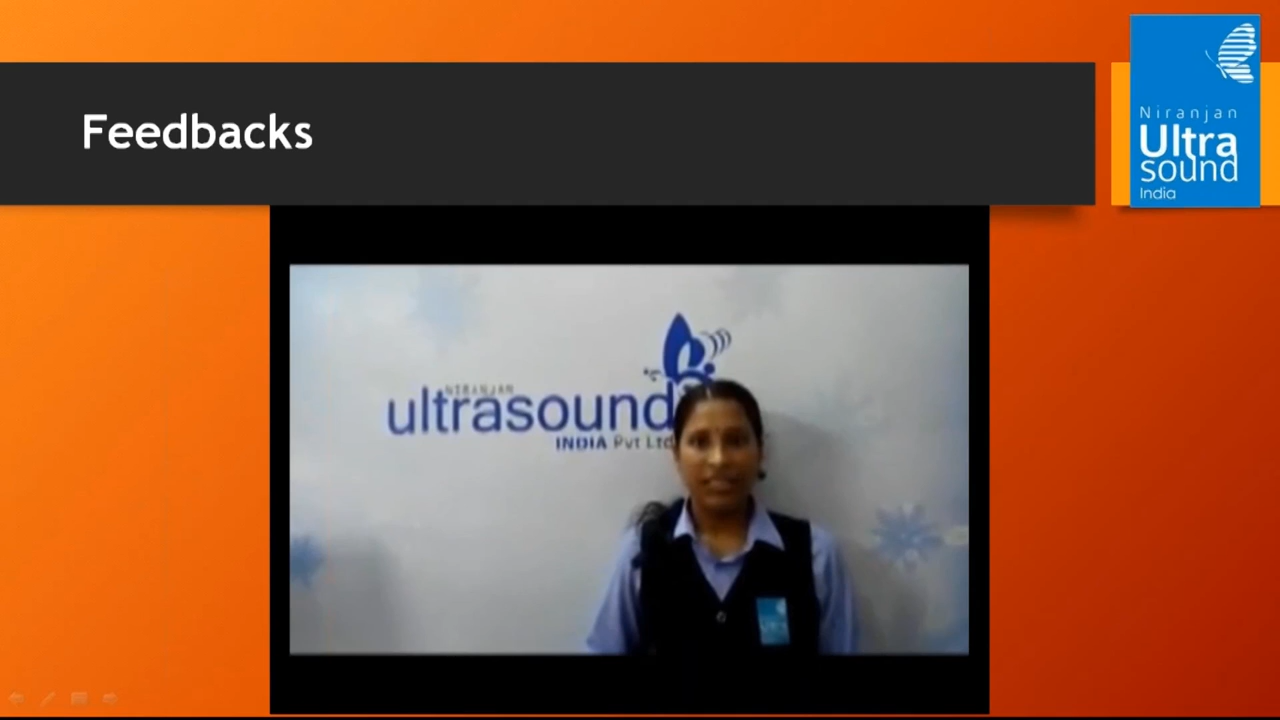 Feedbacks
Niranjan
Ultra
sound
India
NIRANJAN
ultrasound
INDIA Pvt Ltd